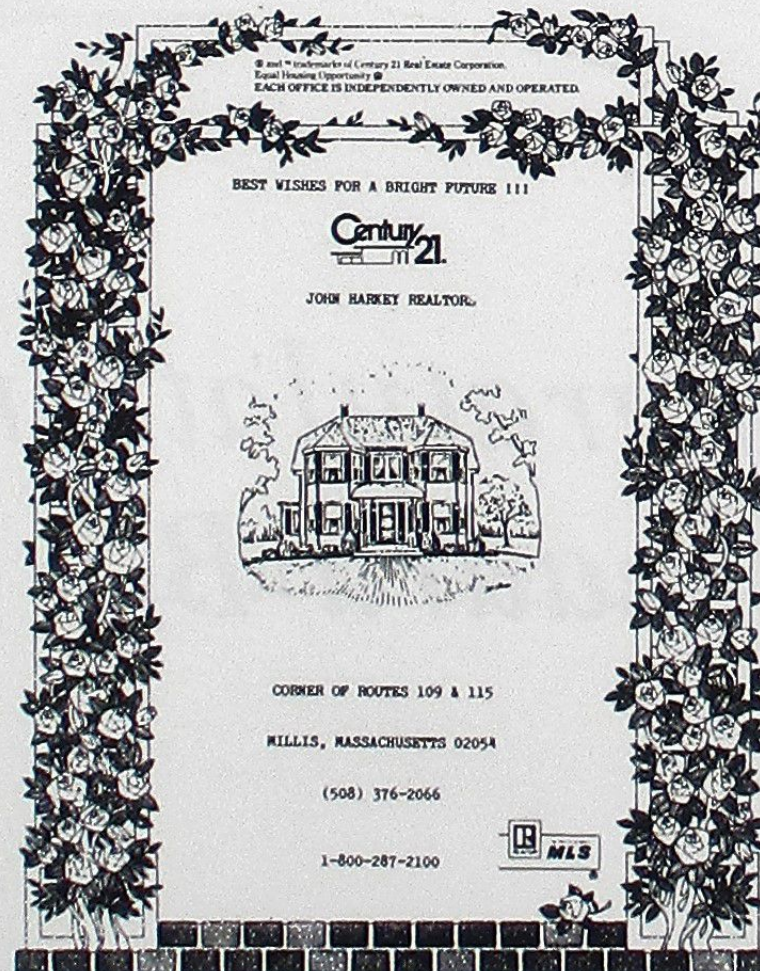 ® and ™ trademarks of Century 21 Real Estate Corporation.
Equal Housing Opportunity
EACH OFFICE IS INDEPENDENTLY OWNED AND OPERATED.
BEST WISHES FOR A BRIGHT FUTURE !!!
Century 21.
JOHN HARKEY REALTOR
CORNER OF ROUTES 109 & 115
MILLIS, MASSACHUSETTS 02054
(508) 376-2066
1-800-287-2100
R
MLS